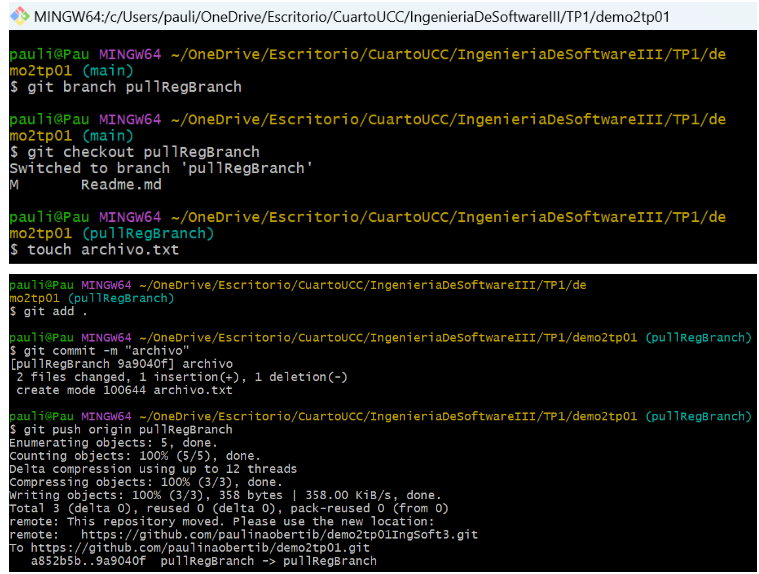 MINGW64:/c/Users/pauli/OneDrive/Escritorio/CuartoUCC/IngenieriaDeSoftwareIII/TP1/demo2tp01
pauli@Pau MINGW64 ~/OneDrive/Escritorio/CuartoUCC/IngenieriaDeSoftwareIII/TP1/de
mo2tp01 (main)
$ git branch pullRegBranch
pauli@Pau MINGW64 ~/OneDrive/Escritorio/CuartoUCC/IngenieriaDeSoftwareIII/TP1/de
mo2tp01 (main)
$ git checkout pullRegBranch
Switched to branch 'pullRegBranch'
M       Readme.md
pauli@Pau MINGW64 ~/OneDrive/Escritorio/CuartoUCC/IngenieriaDeSoftwareIII/TP1/de
mo2tp01 (pullRegBranch)
$ touch archivo.txt
pauli@Pau MINGW64 ~/OneDrive/Escritorio/CuartoUCC/IngenieriaDeSoftwareIII/TP1/de
mo2tp01 (pullRegBranch)
$ git add .
pauli@Pau MINGW64 ~/OneDrive/Escritorio/CuartoUCC/IngenieriaDeSoftwareIII/TP1/demo2tp01 (pullRegBranch)
$ git commit -m "archivo"
[pullRegBranch 9a9040f] archivo
 2 files changed, 1 insertion(+), 1 deletion(-)
 create mode 100644 archivo.txt
pauli@Pau MINGW64 ~/OneDrive/Escritorio/CuartoUCC/IngenieriaDeSoftwareIII/TP1/demo2tp01 (pullRegBranch)
$ git push origin pullRegBranch
Enumerating objects: 5, done.
Counting objects: 100% (5/5), done.
Delta compression using up to 12 threads
Compressing objects: 100% (3/3), done.
Writing objects: 100% (3/3), 358 bytes | 358.00 KiB/s, done.
Total 3 (delta 0), reused 0 (delta 0), pack-reused 0 (from 0)
remote: This repository moved. Please use the new location:
remote:   https://github.com/paulinaobertib/demo2tp01IngSoft3.git
To https://github.com/paulinaobertib/demo2tp01.git
   a852b5b..9a9040f  pullRegBranch -> pullRegBranch